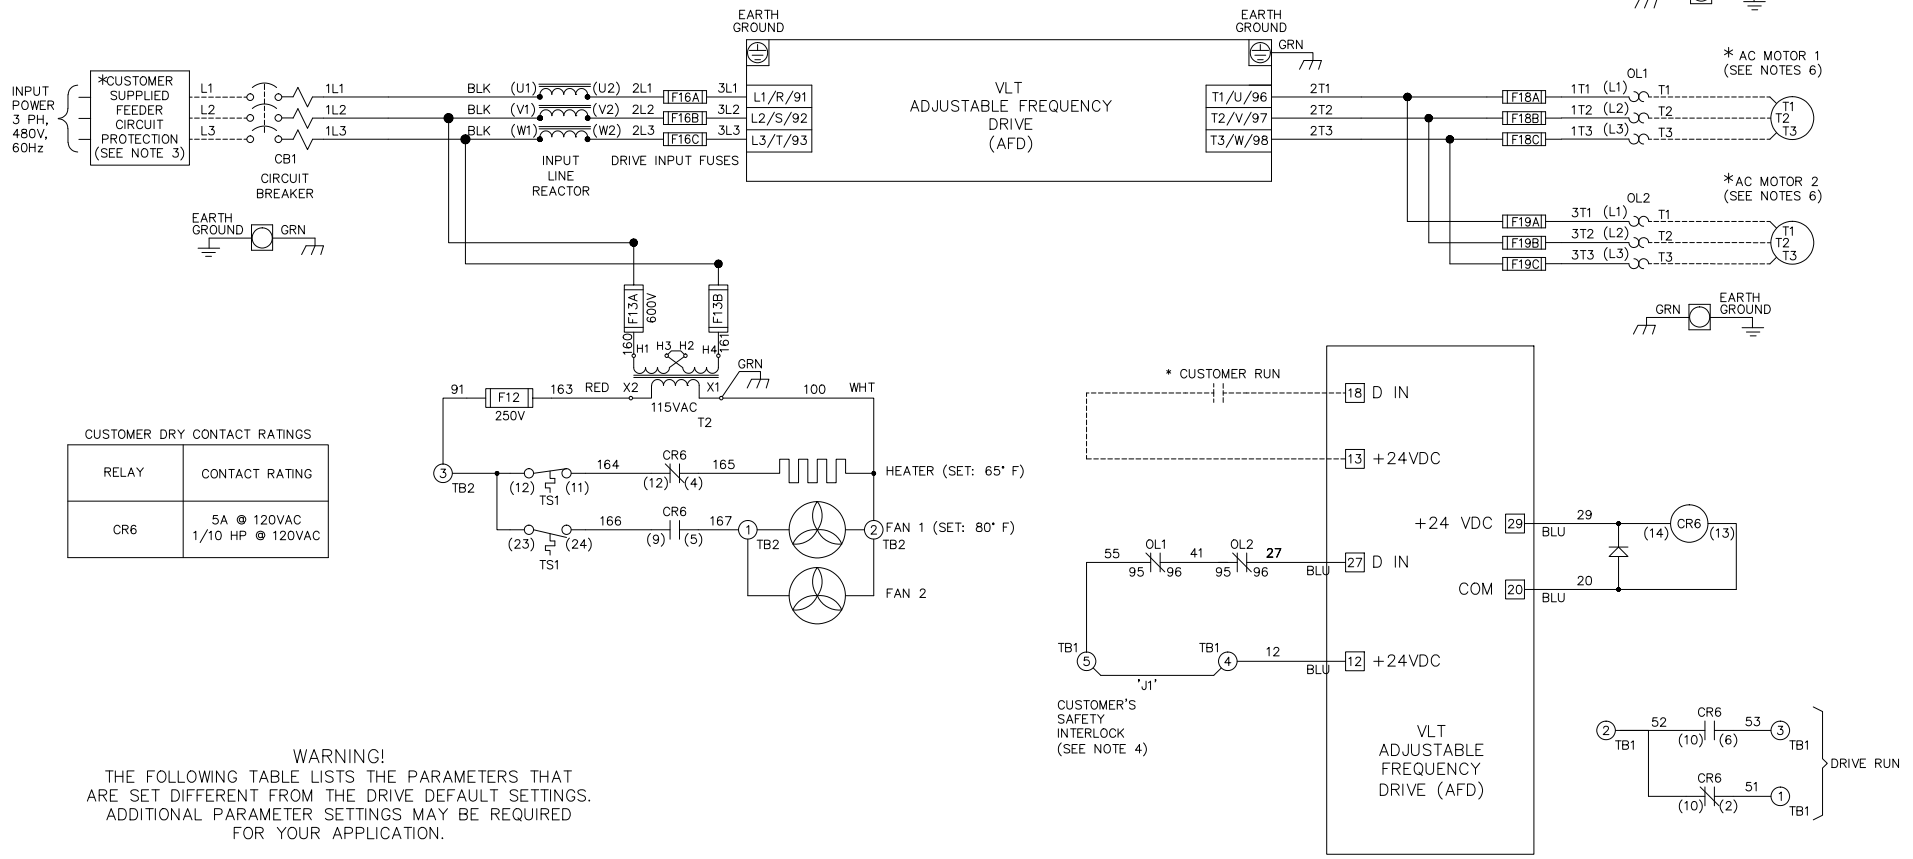 EARTH
GROUND
EARTH
GROUND
GRN
INPUT
POWER
3 PH,
480V,
60Hz
*CUSTOMER
SUPPLIED
FEEDER
CIRCUIT
PROTECTION
(SEE NOTE 3)
L1
L2
L3
CB1
CIRCUIT
BREAKER
1L1
1L2
1L3
BLK (U1) (U2) 2L1 F16A 3L1
BLK (V1) (V2) 2L2 F16B 3L2
BLK (W1) (W2) 2L3 F16C 3L3
INPUT
LINE
REACTOR
DRIVE INPUT FUSES
L1/R/91
L2/S/92
L3/T/93
VLT
ADJUSTABLE FREQUENCY
DRIVE
(AFD)
T1/U/96
T2/V/97
T3/W/98
2T1
2T2
2T3
F18A 1T1 (L1) OL1 T1
F18B 1T2 (L2) T2
F18C 1T3 (L3) T3
* AC MOTOR 1
(SEE NOTES 6)
T1
T2
T3
F19A 3T1 (L1) OL2 T1
F19B 3T2 (L2) T2
F19C 3T3 (L3) T3
*AC MOTOR 2
(SEE NOTES 6)
T1
T2
T3
EARTH
GROUND
GRN
GRN
EARTH
GROUND
F13A
600V
F13B
160
161
H1 H3 H2 H4
GRN
91 F12 163 RED X2 X1 100 WHT
250V
115VAC
T2
3
TB2
(12) (11)
TS1
164
CR6
(12) (4)
165
HEATER (SET: 65° F)
(23) (24)
TS1
166
CR6
(9) (5)
167
1
TB2
2
TB2
FAN 1 (SET: 80° F)
FAN 2
CUSTOMER DRY CONTACT RATINGS
RELAY CONTACT RATING
CR6
5A @ 120VAC
1/10 HP @ 120VAC
* CUSTOMER RUN
18 D IN
13 +24VDC
55 OL1 41 OL2 27
95 96 95 96 BLU
27 D IN
TB1
5
'J1'
TB1
4
12
BLU
12 +24VDC
CUSTOMER'S
SAFETY
INTERLOCK
(SEE NOTE 4)
+24 VDC 29
BLU
29
(14) CR6 (13)
COM 20
BLU
20
VLT
ADJUSTABLE
FREQUENCY
DRIVE (AFD)
2
TB1
52
CR6
(10) (6)
53
3
TB1
CR6
(10) (2)
51
1
TB1
DRIVE RUN
WARNING!
THE FOLLOWING TABLE LISTS THE PARAMETERS THAT
ARE SET DIFFERENT FROM THE DRIVE DEFAULT SETTINGS.
ADDITIONAL PARAMETER SETTINGS MAY BE REQUIRED
FOR YOUR APPLICATION.